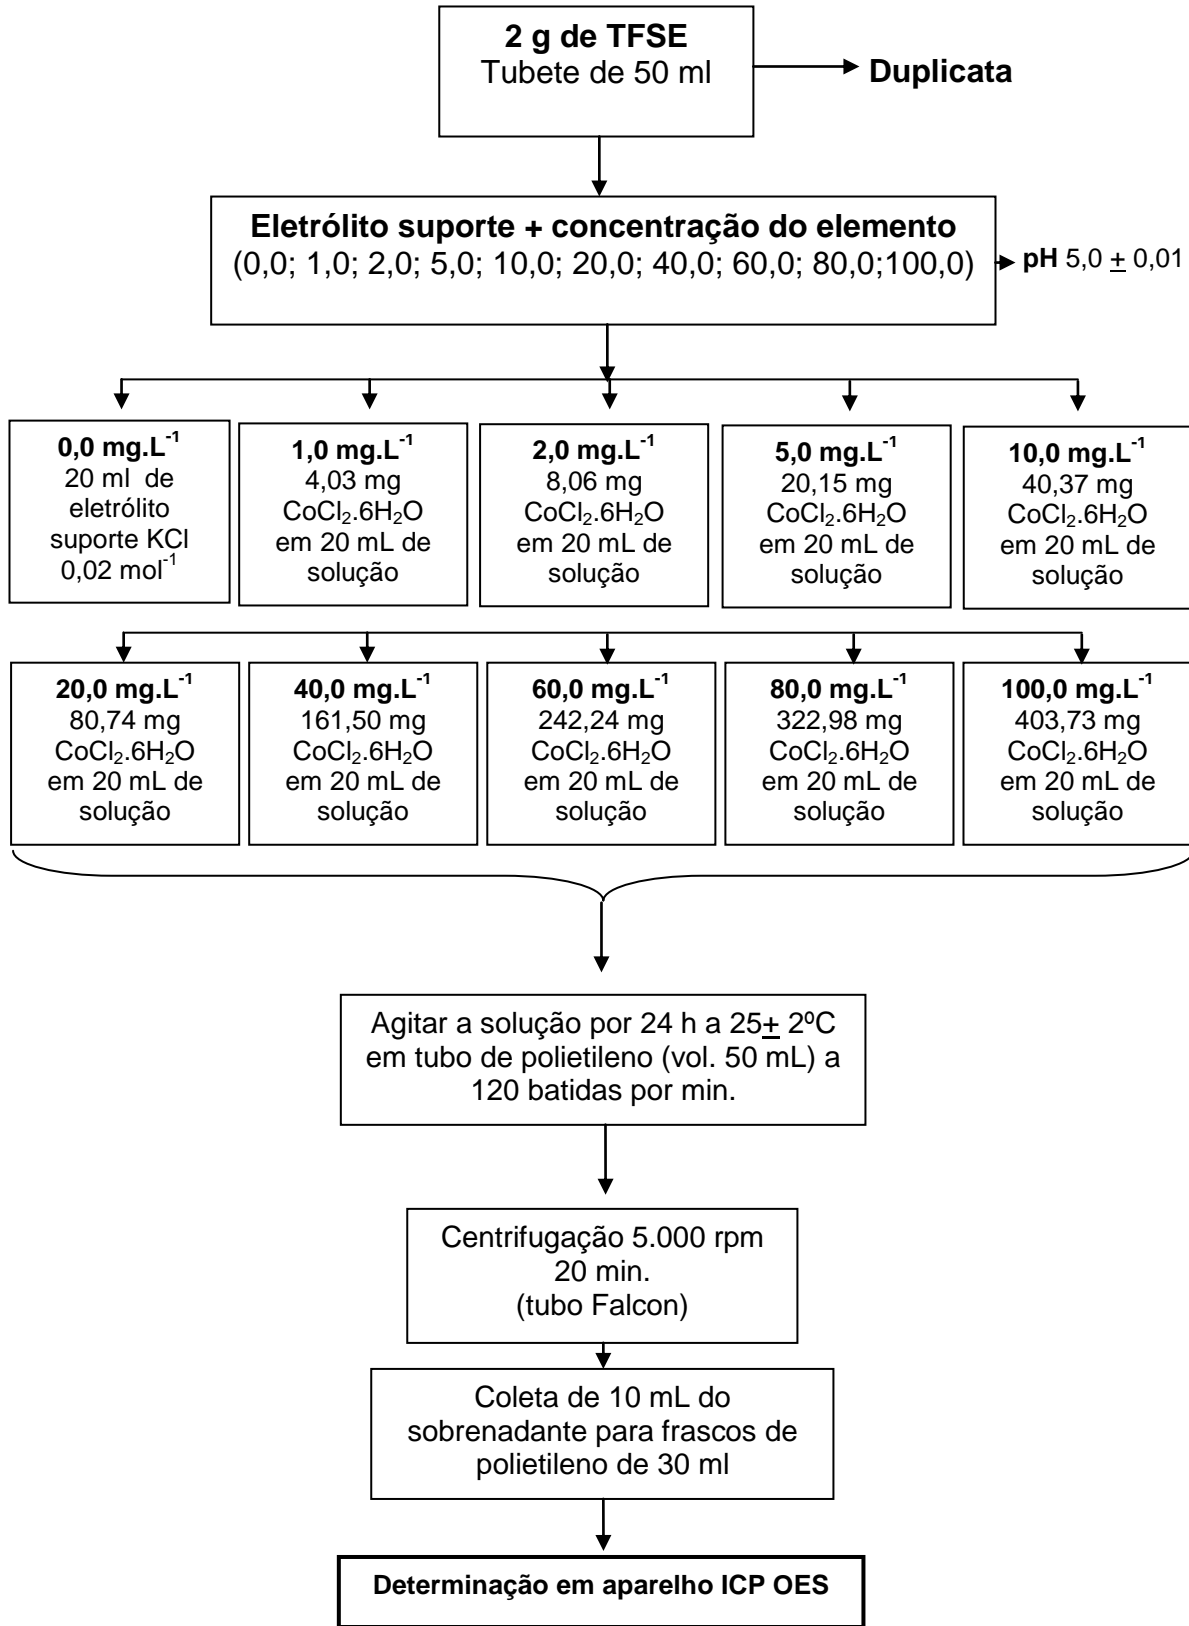 2 g de TFSE
Tubete de 50 ml
Duplicata
Eletrólito suporte + concentração do elemento
(0,0; 1,0; 2,0; 5,0; 10,0; 20,0; 40,0; 60,0; 80,0;100,0)
pH 5,0 ± 0,01
0,0 mg.L⁻¹
20 ml de
eletrólito
suporte KCl
0,02 mol⁻¹
1,0 mg.L⁻¹
4,03 mg
CoCl₂.6H₂O
em 20 mL de
solução
2,0 mg.L⁻¹
8,06 mg
CoCl₂.6H₂O
em 20 mL de
solução
5,0 mg.L⁻¹
20,15 mg
CoCl₂.6H₂O
em 20 mL de
solução
10,0 mg.L⁻¹
40,37 mg
CoCl₂.6H₂O
em 20 mL de
solução
20,0 mg.L⁻¹
80,74 mg
CoCl₂.6H₂O
em 20 mL de
solução
40,0 mg.L⁻¹
161,50 mg
CoCl₂.6H₂O
em 20 mL de
solução
60,0 mg.L⁻¹
242,24 mg
CoCl₂.6H₂O
em 20 mL de
solução
80,0 mg.L⁻¹
322,98 mg
CoCl₂.6H₂O
em 20 mL de
solução
100,0 mg.L⁻¹
403,73 mg
CoCl₂.6H₂O
em 20 mL de
solução
Agitar a solução por 24 h a 25± 2ºC
em tubo de polietileno (vol. 50 mL) a
120 batidas por min.
Centrifugação 5.000 rpm
20 min.
(tubo Falcon)
Coleta de 10 mL do
sobrenadante para frascos de
polietileno de 30 ml
Determinação em aparelho ICP OES